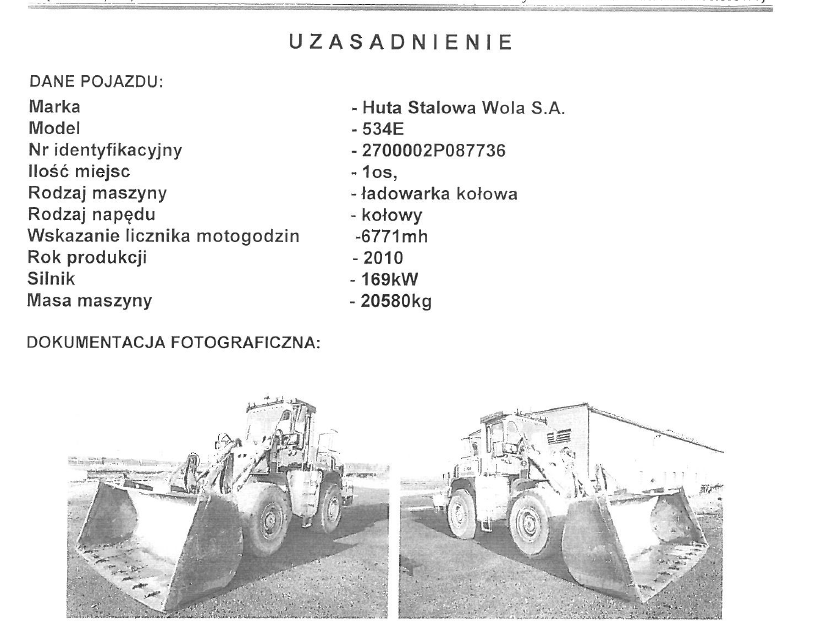 UZASADNIENIE
DANE POJAZDU:
Marka - Huta Stalowa Wola S.A.
Model - 534E
Nr identyfikacyjny - 2700002P087736
Ilość miejsc - 1os,
Rodzaj maszyny - ładowarka kołowa
Rodzaj napędu - kołowy
Wskazanie licznika motogodzin -6771mh
Rok produkcji - 2010
Silnik - 169kW
Masa maszyny - 20580kg
DOKUMENTACJA FOTOGRAFICZNA: